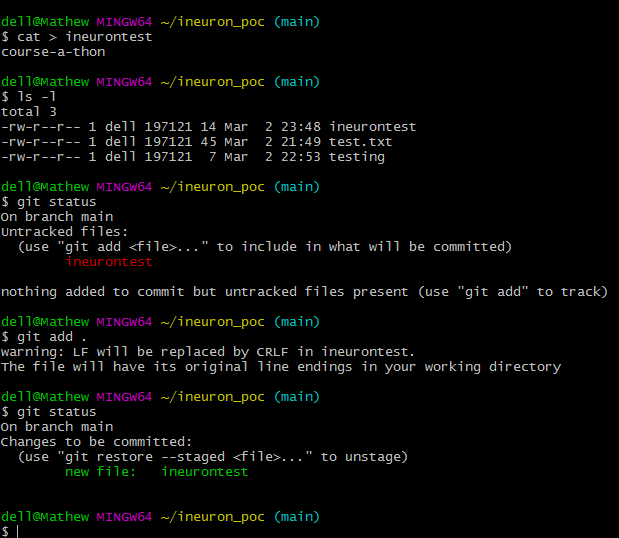 dell@Mathew MINGW64 ~/ineuron_poc (main)
$ cat > ineurontest
course-a-thon
dell@Mathew MINGW64 ~/ineuron_poc (main)
$ ls -l
total 3
-rw-r--r-- 1 dell 197121 14 Mar  2 23:48 ineurontest
-rw-r--r-- 1 dell 197121 45 Mar  2 21:49 test.txt
-rw-r--r-- 1 dell 197121  7 Mar  2 22:53 testing
dell@Mathew MINGW64 ~/ineuron_poc (main)
$ git status
On branch main
Untracked files:
  (use "git add <file>..." to include in what will be committed)
        ineurontest
nothing added to commit but untracked files present (use "git add" to track)
dell@Mathew MINGW64 ~/ineuron_poc (main)
$ git add .
warning: LF will be replaced by CRLF in ineurontest.
The file will have its original line endings in your working directory
dell@Mathew MINGW64 ~/ineuron_poc (main)
$ git status
On branch main
Changes to be committed:
  (use "git restore --staged <file>..." to unstage)
        new file:   ineurontest
dell@Mathew MINGW64 ~/ineuron_poc (main)
$